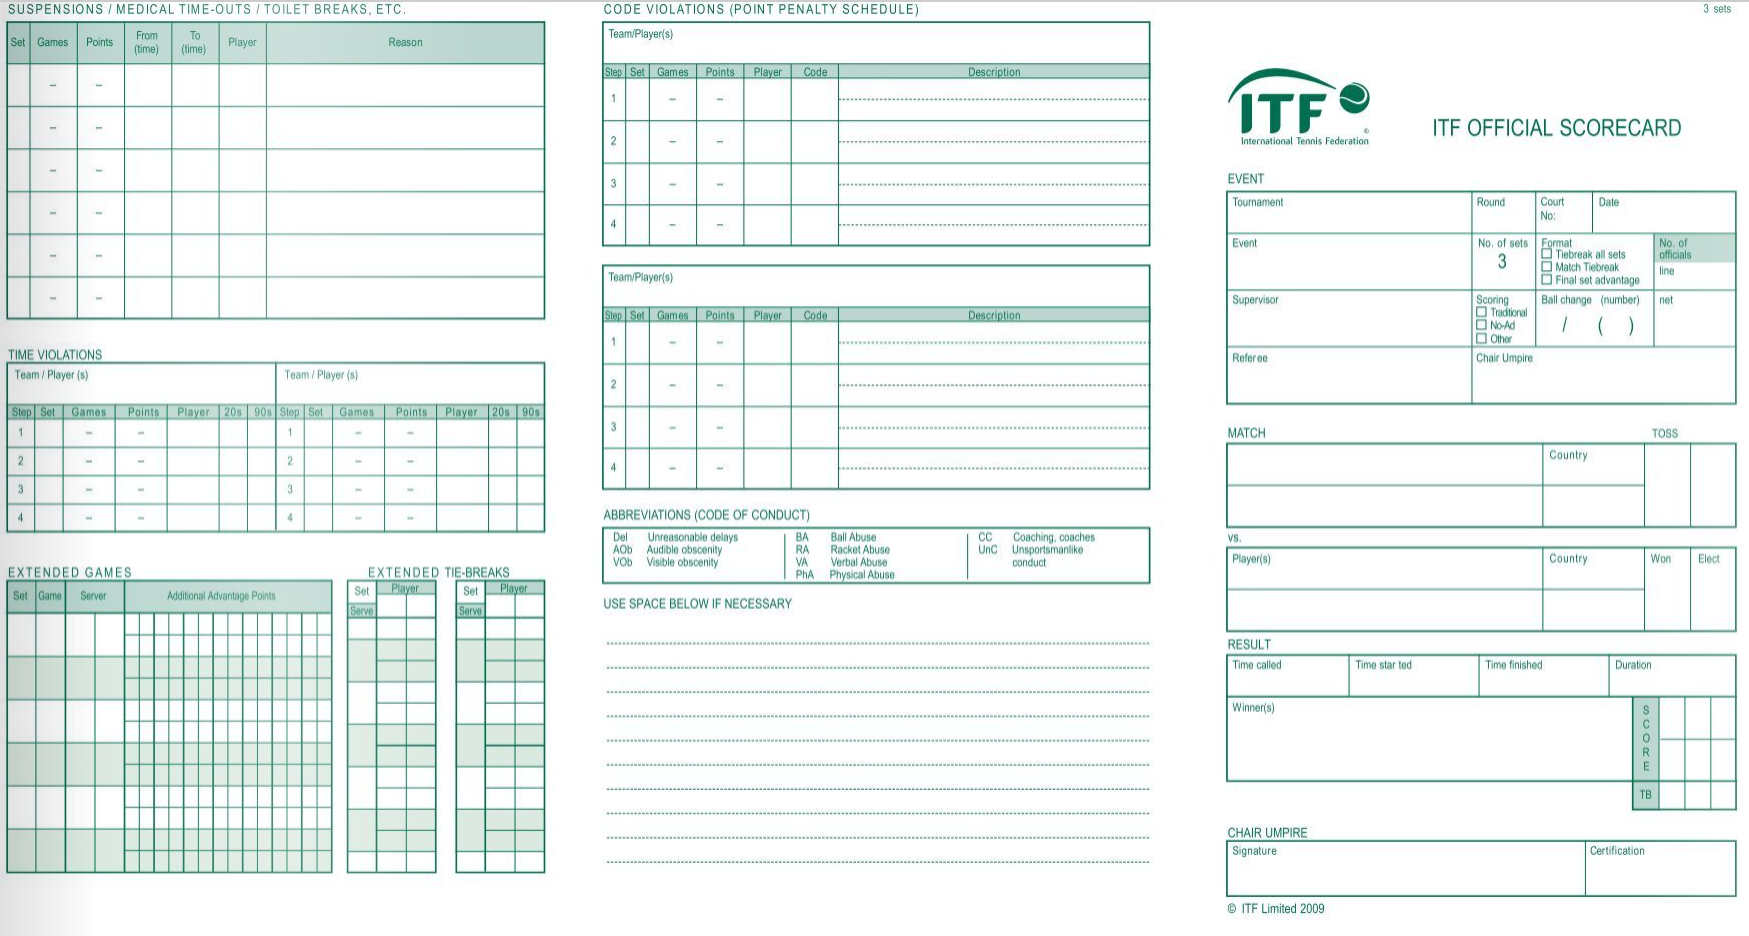 SUSPENSIONS / MEDICAL TIME-OUTS / TOILET BREAKS, ETC.
Set Games Points From (time) To (time) Player Reason
– –
– –
– –
– –
– –
– –
TIME VIOLATIONS
Team / Player (s) Team / Player (s)
Step Set Games Points Player 20s 90s Step Set Games Points Player 20s 90s
1 – – 1 – –
2 – – 2 – –
3 – – 3 – –
4 – – 4 – –
EXTENDED GAMES
Set Game Server Additional Advantage Points
EXTENDED TIE-BREAKS
Set Player Set Player
Serve Serve
CODE VIOLATIONS (POINT PENALTY SCHEDULE)
Team/Player(s)
Step Set Games Points Player Code Description
1 – –
2 – –
3 – –
4 – –
Team/Player(s)
Step Set Games Points Player Code Description
1 – –
2 – –
3 – –
4 – –
ABBREVIATIONS (CODE OF CONDUCT)
Del Unreasonable delays BA Ball Abuse CC Coaching, coaches
AOb Audible obscenity RA Racket Abuse UnC Unsportsmanlike
VOb Visible obscenity VA Verbal Abuse conduct
PhA Physical Abuse
USE SPACE BELOW IF NECESSARY
3 sets
ITF ®
International Tennis Federation
ITF OFFICIAL SCORECARD
EVENT
Tournament Round Court No: Date
Event No. of sets 3 Format
Tiebreak all sets
Match Tiebreak
Final set advantage
No. of officials
line
Supervisor Scoring
Traditional
No-Ad
Other
Ball change (number)
/ ( )
net
Referee Chair Umpire
MATCH TOSS
Country
vs.
Player(s) Country Won Elect
RESULT
Time called Time star ted Time finished Duration
Winner(s)
SCORE
TB
CHAIR UMPIRE
Signature Certification
© ITF Limited 2009